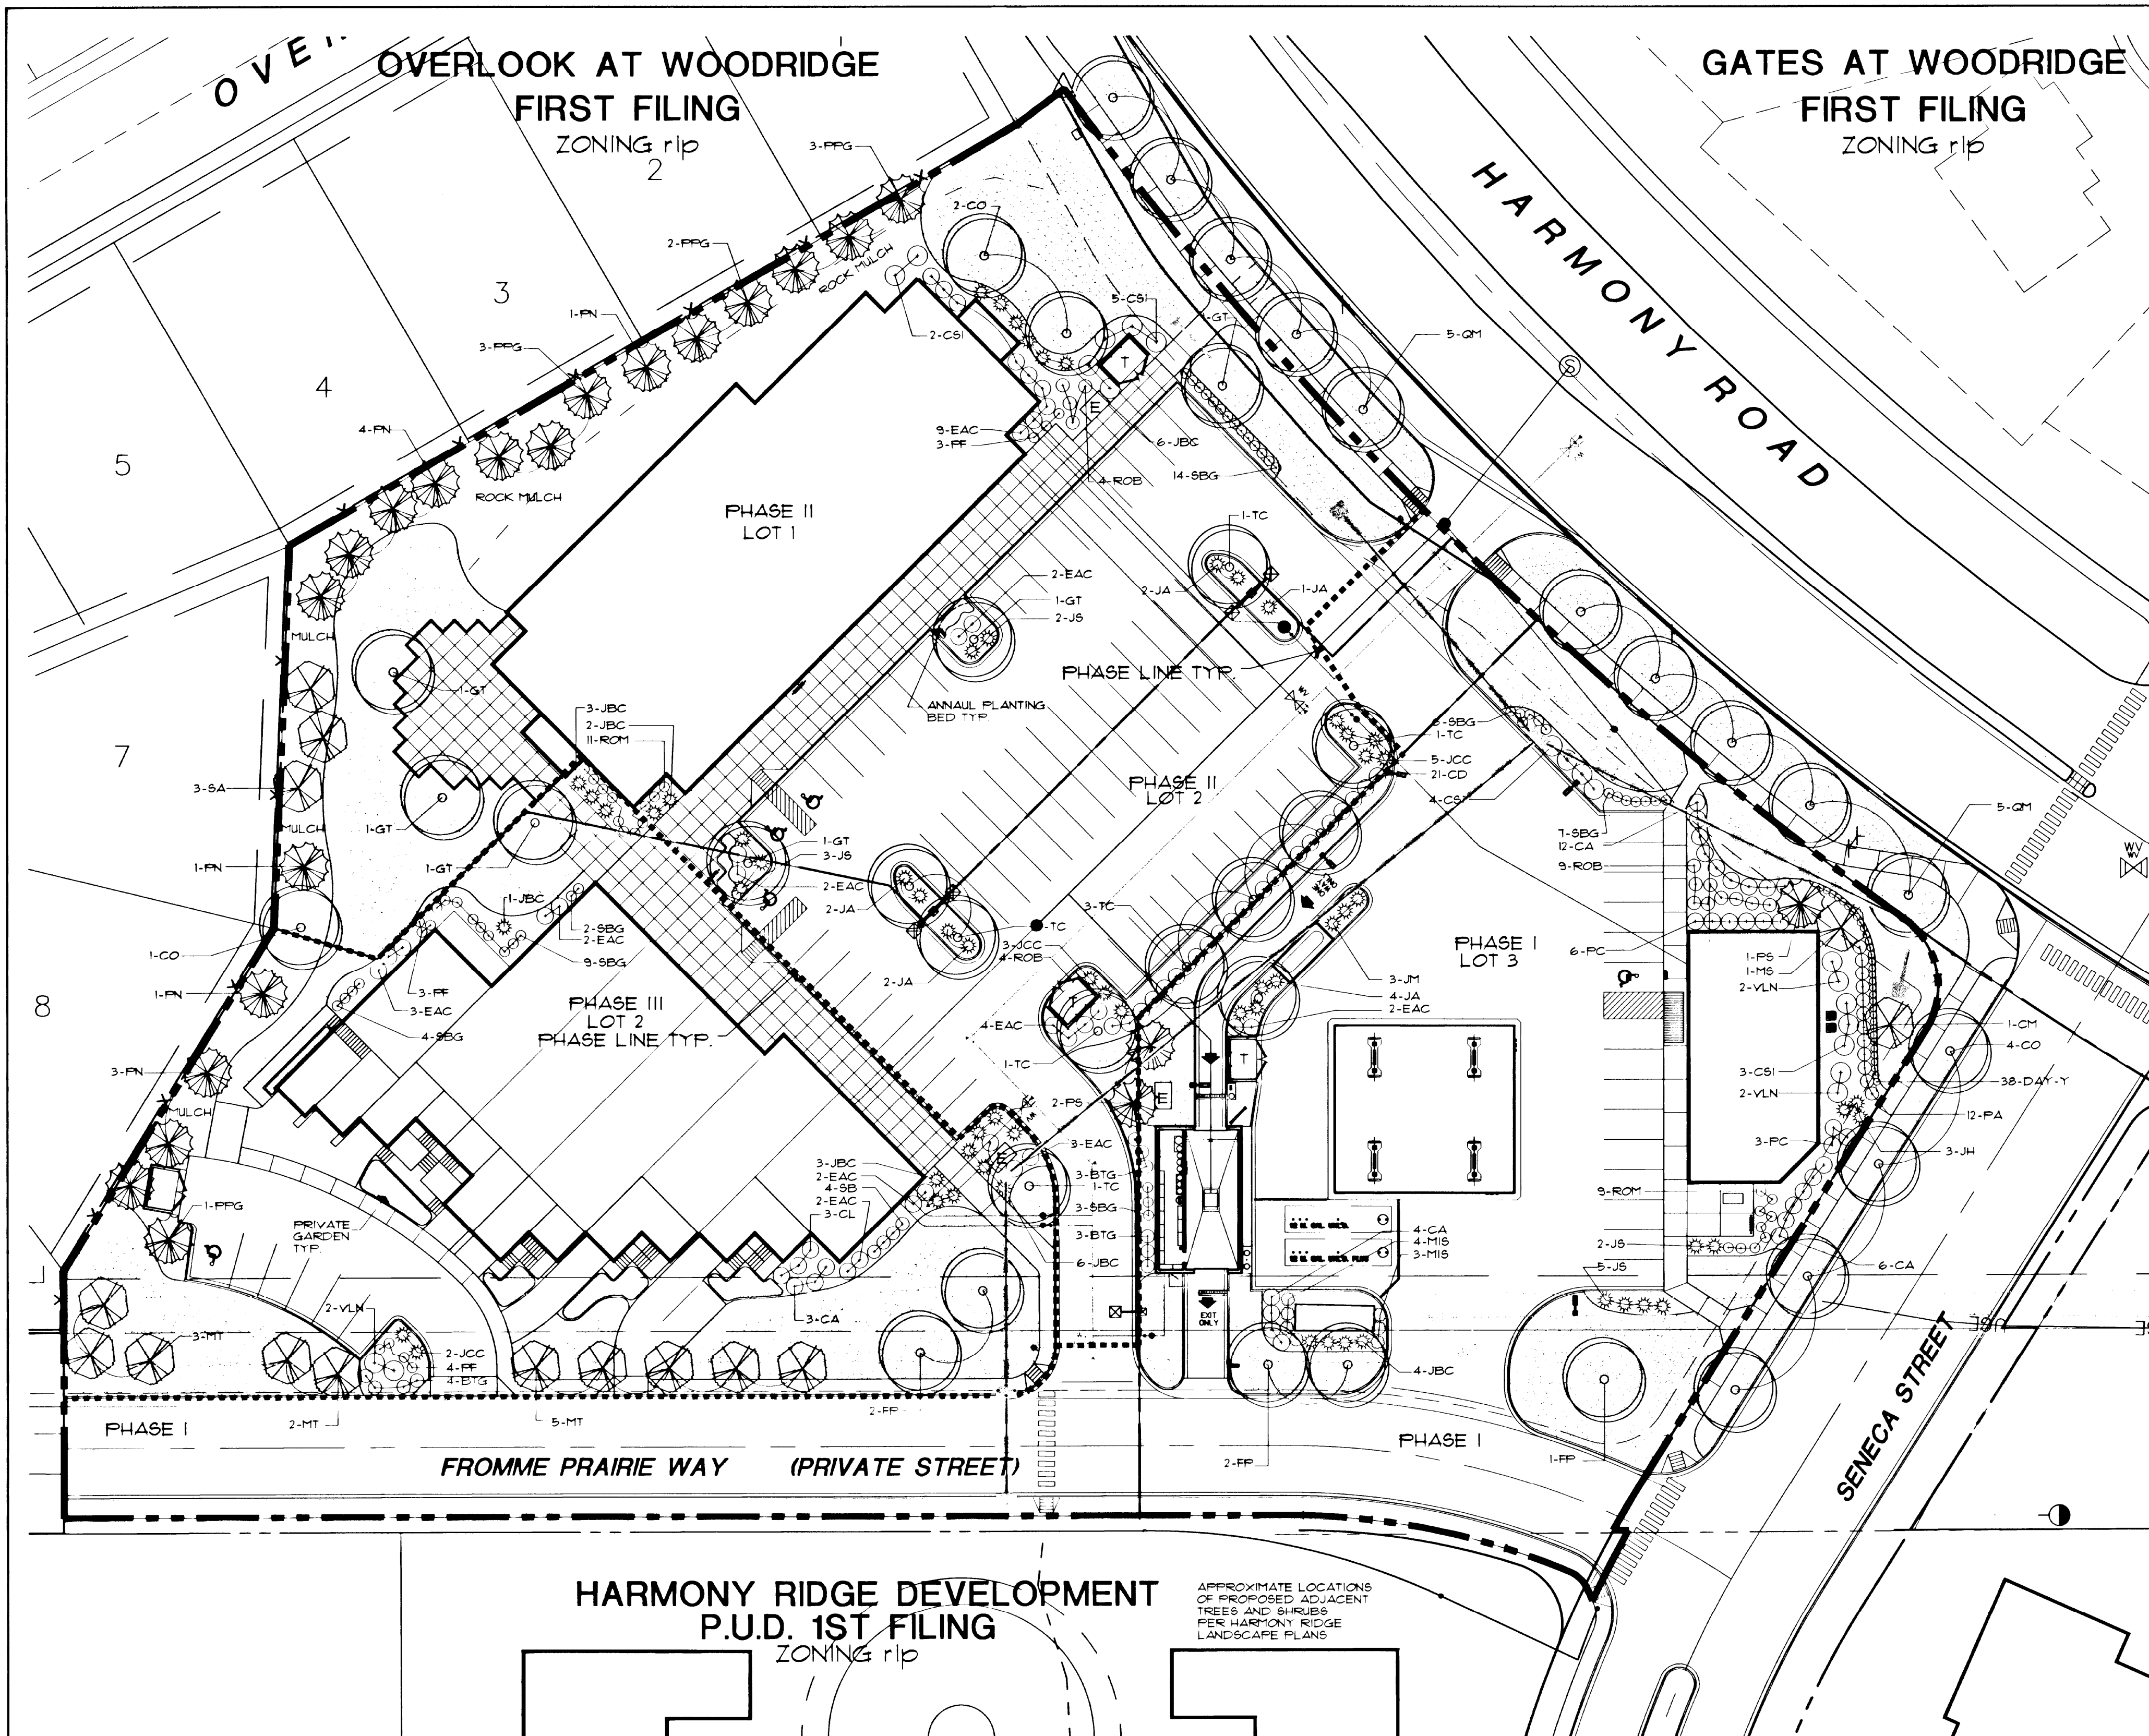 OVERLOOK AT WOODRIDGE
FIRST FILING
ZONING rlp
2
GATES AT WOODRIDGE
FIRST FILING
ZONING rlp
HARMONY ROAD
3-PPG
2-CO
2-PPG
ROCK MULCH
3
1-PN
5-CSI
5-QM
2-CSI
3-PPG
S
T
4
4-PN
9-EAC
3-PF
E
6-JBC
4-ROB
14-SBG
5
ROCK MULCH
PHASE II
LOT 1
1-TC
2-EAC
1-GT
2-JS
2-JA
1-JA
MULCH
PHASE LINE TYP.
1-GT
ANNAUL PLANTING
BED TYP.
3-JBC
2-JBC
11-ROM
WV
7
1-TC
5-JCC
21-CD
4-CSI
PHASE II
LOT 2
3-SA
MULCH
1-GT
7-SBG
12-CA
9-ROB
5-QM
1-PN
1-GT
1-GT
3-JS
2-EAC
2-JA
WV
1-JBC
2-SBG
2-EAC
9-SBG
3-TC
3-JCC
4-ROB
PHASE I
LOT 3
6-PC
1-CO
1-PS
1-MS
2-VLN
1-PN
2-JA
3-PF
3-EAC
4-SBG
3-JM
4-JA
2-EAC
8
PHASE III
LOT 2
PHASE LINE TYP.
4-EAC
1-TC
1-CM
4-CO
3-CSI
38-DAY-Y
2-VLN
12-PA
3-PN
MULCH
T
2-PS
E
3-EAC
3-PC
3-JH
3-JBC
2-EAC
4-SB
2-EAC
3-CL
E
3-BTG
1-TC
3-SBG
3-BTG
6-JBC
9-ROM
1-PPG
PRIVATE
GARDEN
TYP.
4-CA
4-MIS
3-MIS
2-JS
5-JS
6-CA
2-VLN
3-CA
EXIT
ONLY
3-MT
2-JCC
4-PF
4-BTG
4-JBC
SENECA STREET
PHASE I
2-MT
5-MT
2-FP
PHASE I
2-FP
1-FP
FROMME PRAIRIE WAY (PRIVATE STREET)
HARMONY RIDGE DEVELOPMENT
P.U.D. 1ST FILING
ZONING rlp
APPROXIMATE LOCATIONS
OF PROPOSED ADJACENT
TREES AND SHRUBS
PER HARMONY RIDGE
LANDSCAPE PLANS